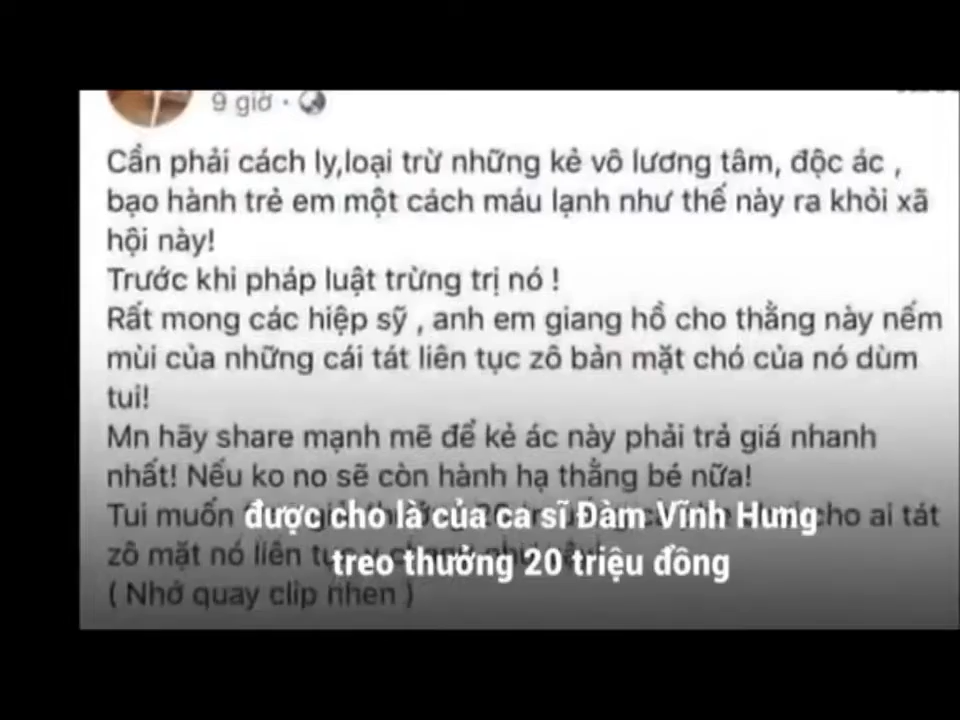 9 giờ ·
Cần phải cách ly,loại trừ những kẻ vô lương tâm, độc ác ,
bạo hành trẻ em một cách máu lạnh như thế này ra khỏi xã
hội này!
Trước khi pháp luật trừng trị nó !
Rất mong các hiệp sỹ , anh em giang hồ cho thằng này nếm
mùi của những cái tát liên tục zô bản mặt chó của nó dùm
tui!
Mn hãy share mạnh mẽ để kẻ ác này phải trả giá nhanh
nhất! Nếu ko no sẽ còn hành hạ thằng bé nữa!
Tui muốn cho ai tát
được cho là của ca sĩ Đàm Vĩnh Hưng
zô mặt nó liên tục
treo thưởng 20 triệu đồng
( Nhớ quay clip nhen )